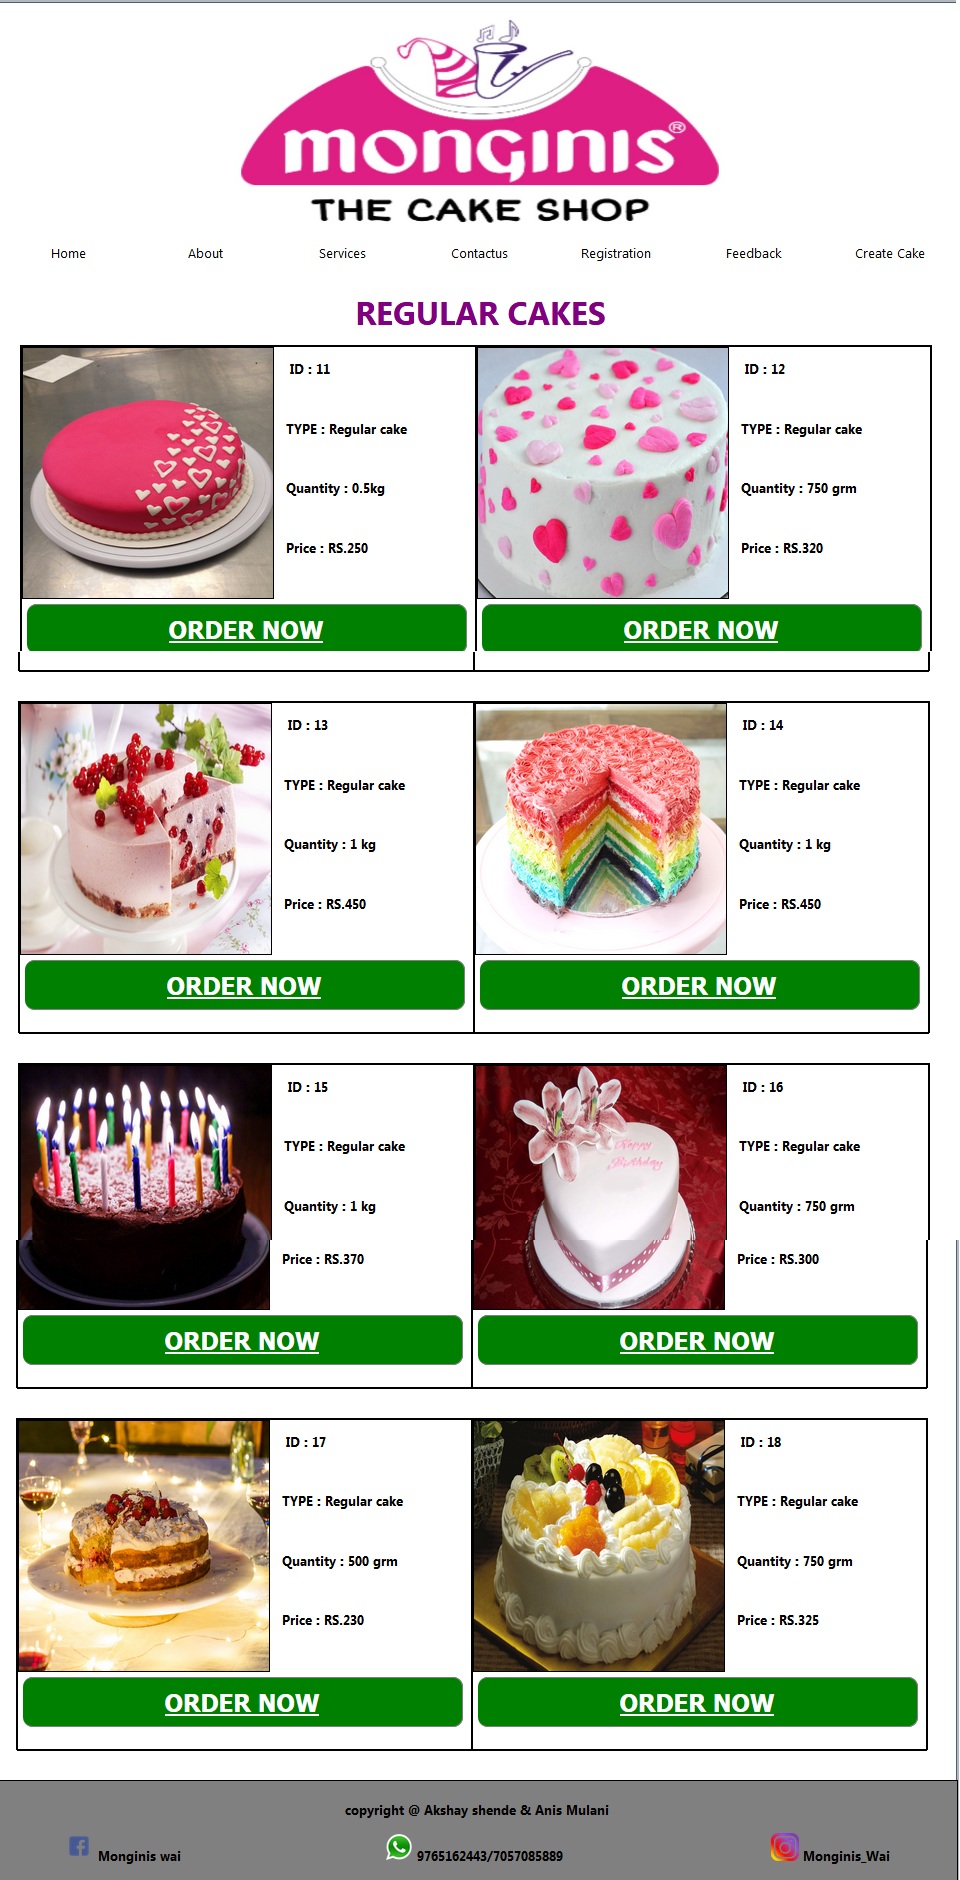 MONGINIS®
THE CAKE SHOP
Home About Services Contactus Registration Feedback Create Cake
REGULAR CAKES
ID : 11
TYPE : Regular cake
Quantity : 0.5kg
Price : RS.250
ORDER NOW
ID : 12
TYPE : Regular cake
Quantity : 750 grm
Price : RS.320
ORDER NOW
ID : 13
TYPE : Regular cake
Quantity : 1 kg
Price : RS.450
ORDER NOW
ID : 14
TYPE : Regular cake
Quantity : 1 kg
Price : RS.450
ORDER NOW
ID : 15
TYPE : Regular cake
Quantity : 1 kg
Price : RS.370
ORDER NOW
Happy
Birthday
ID : 16
TYPE : Regular cake
Quantity : 750 grm
Price : RS.300
ORDER NOW
ID : 17
TYPE : Regular cake
Quantity : 500 grm
Price : RS.230
ORDER NOW
ID : 18
TYPE : Regular cake
Quantity : 750 grm
Price : RS.325
ORDER NOW
copyright @ Akshay shende & Anis Mulani
Monginis wai 9765162443/7057085889 Monginis_Wai